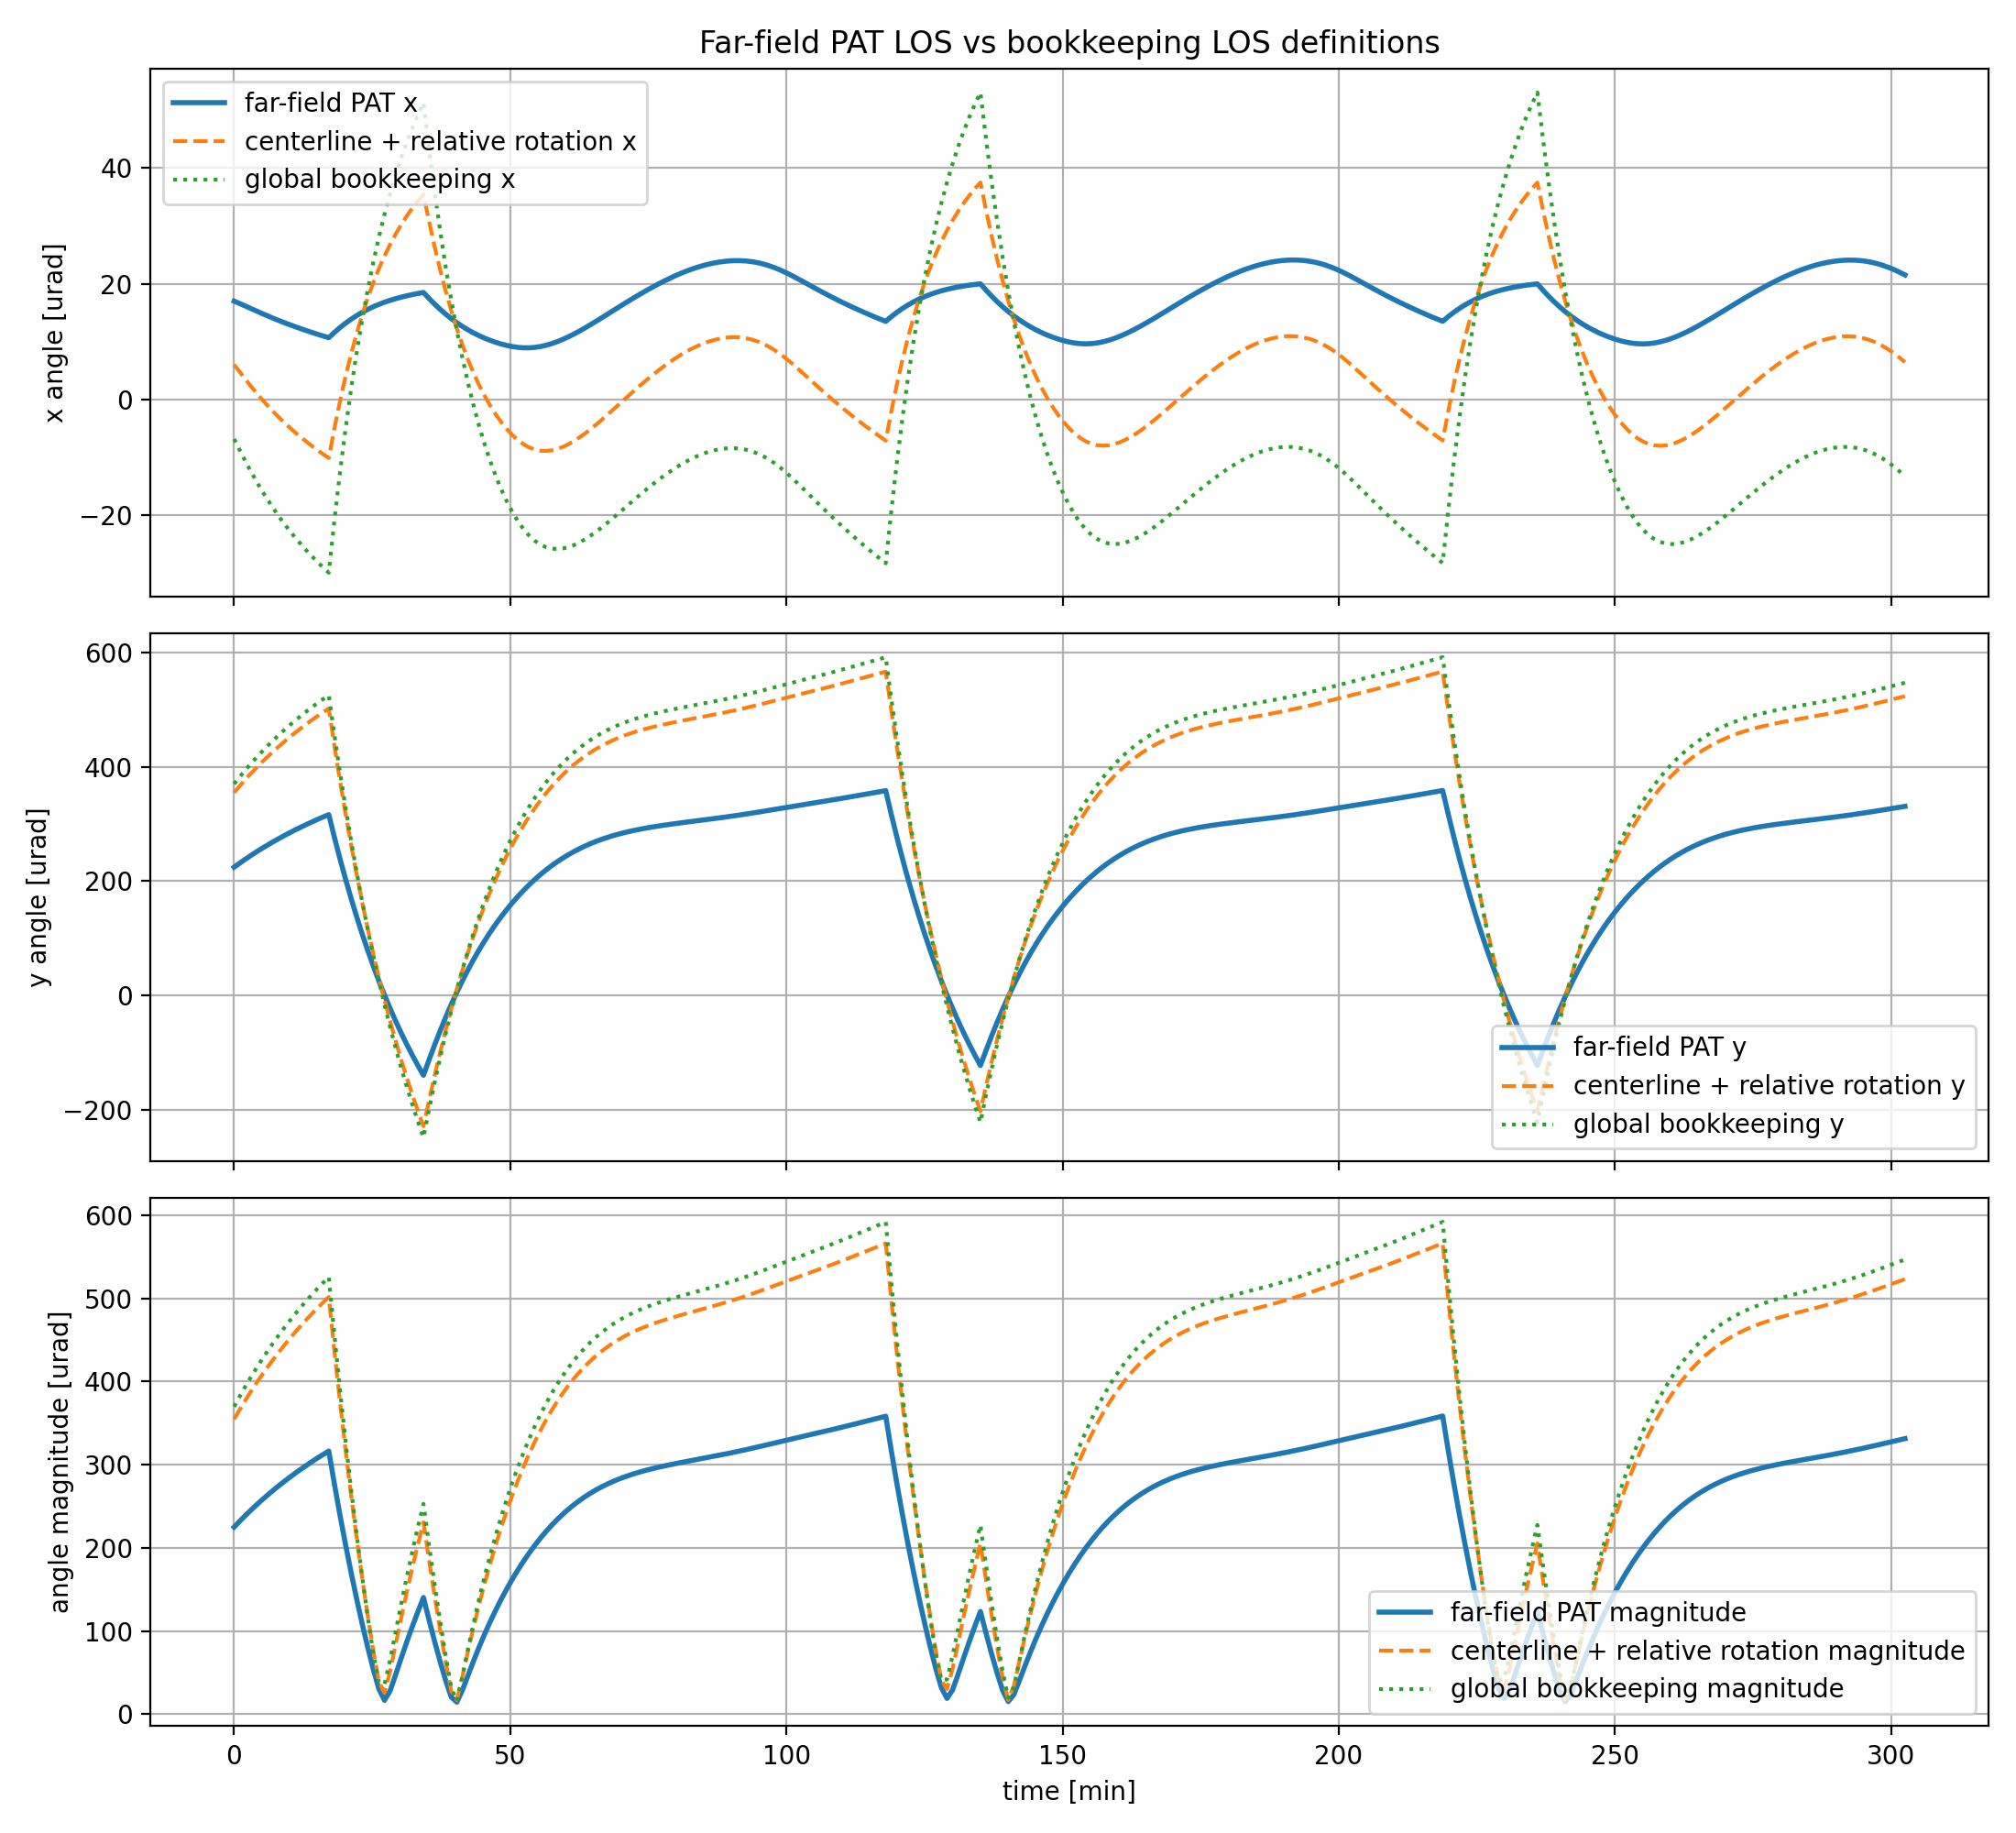 Far-field PAT LOS vs bookkeeping LOS definitions
far-field PAT x
centerline + relative rotation x
global bookkeeping x
x angle [urad]
40
20
0
−20
y angle [urad]
600
400
200
0
−200
far-field PAT y
centerline + relative rotation y
global bookkeeping y
angle magnitude [urad]
600
500
400
300
200
100
0
far-field PAT magnitude
centerline + relative rotation magnitude
global bookkeeping magnitude
0 50 100 150 200 250 300
time [min]